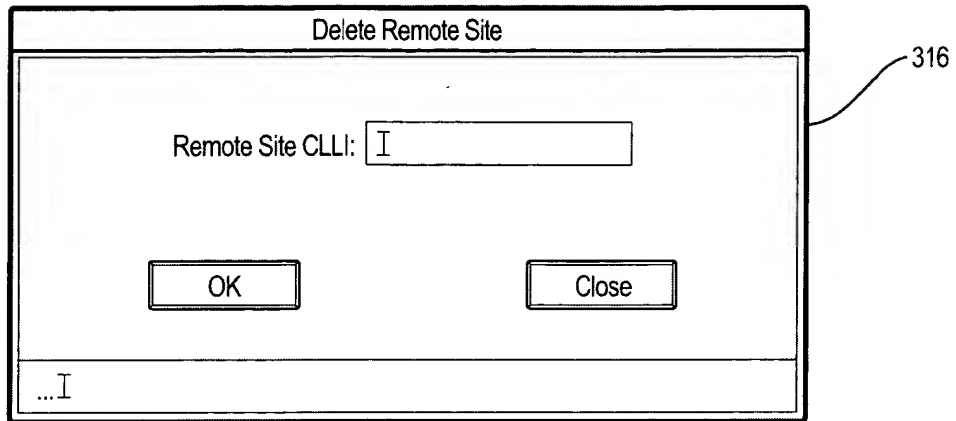 Delete Remote Site
316
Remote Site CLLI:
OK
Close
...